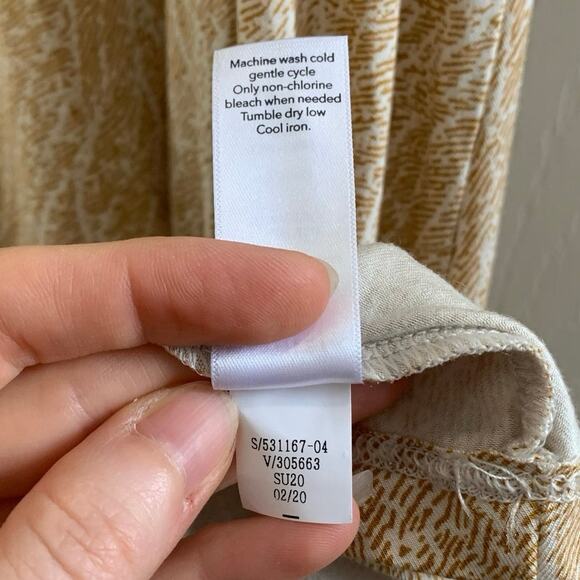 Machine wash cold
gentle cycle
Only non-chlorine
bleach when needed
Tumble dry low
Cool iron.
S/531167-04
V/305663
SU20
02/20